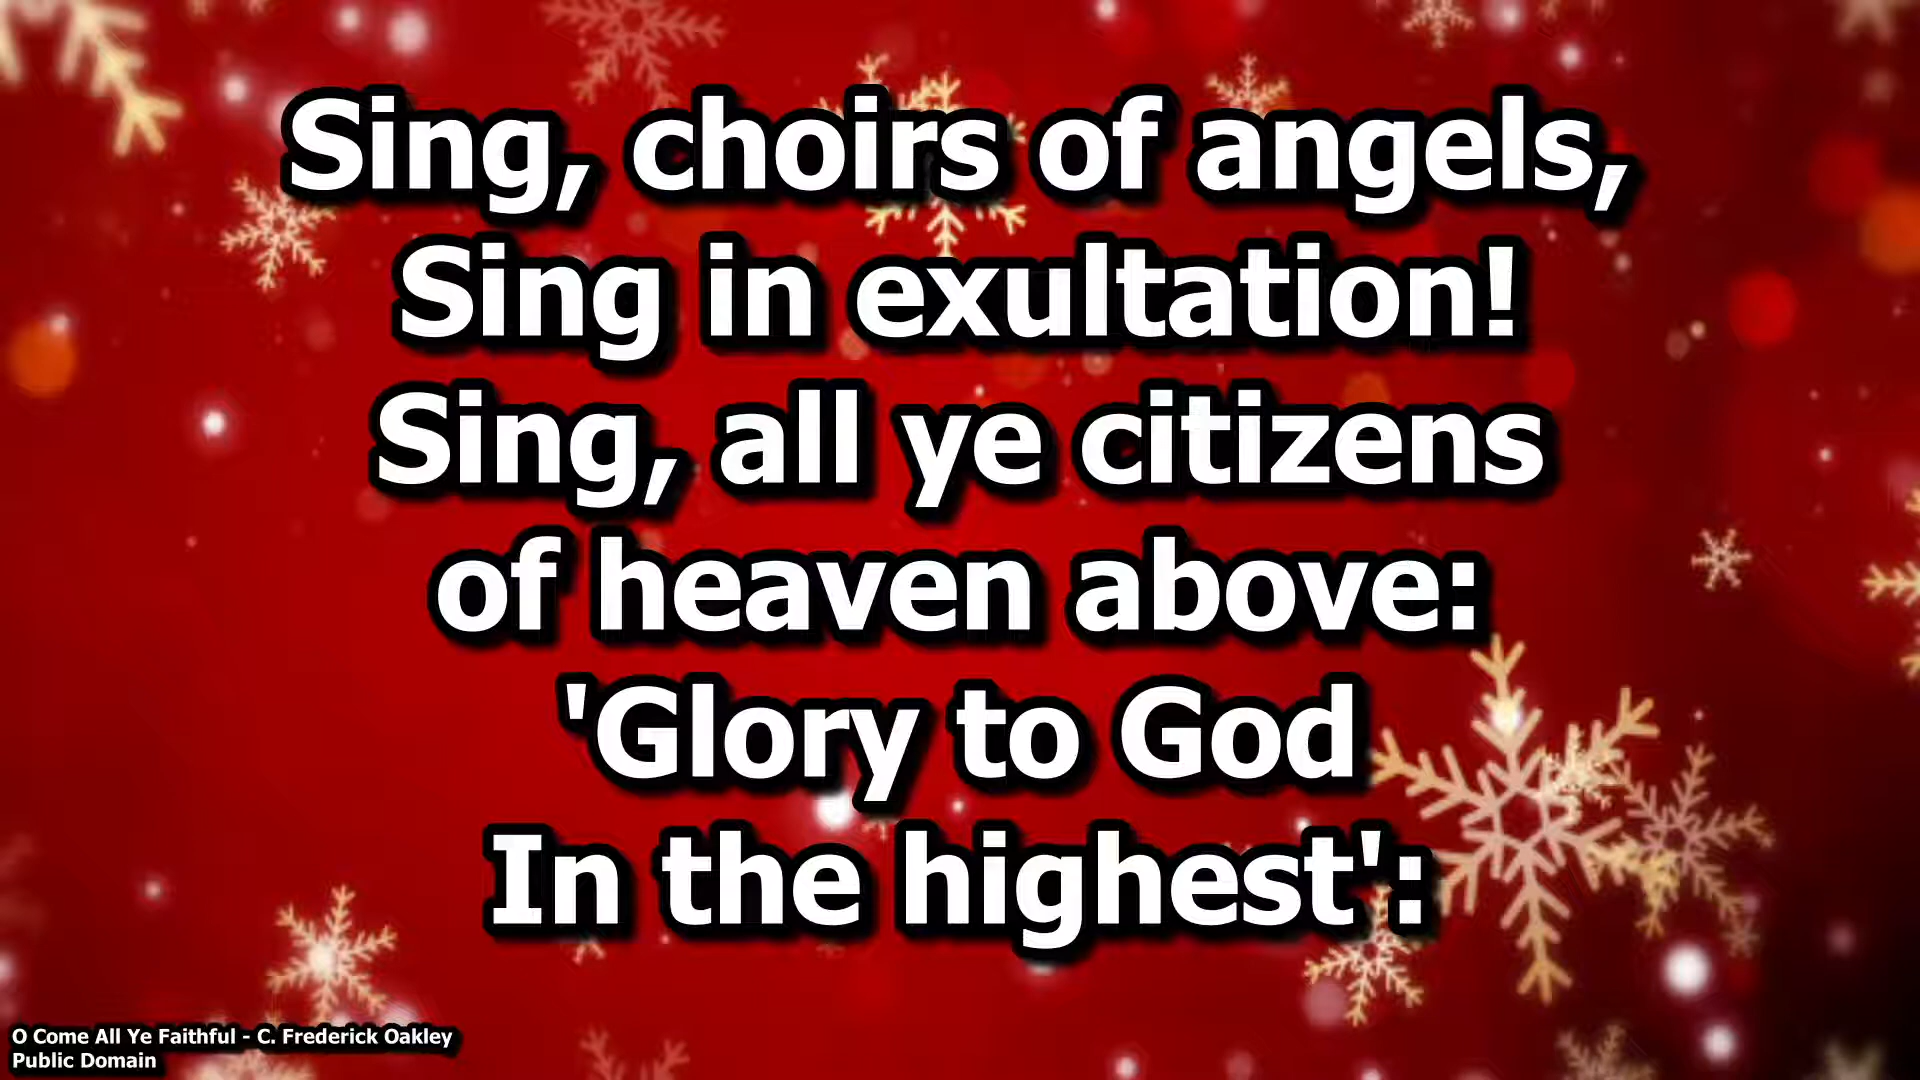 Sing, choirs of angels,
Sing in exultation!
Sing, all ye citizens
of heaven above:
'Glory to God
In the highest':
O Come All Ye Faithful - C. Frederick Oakley
Public Domain